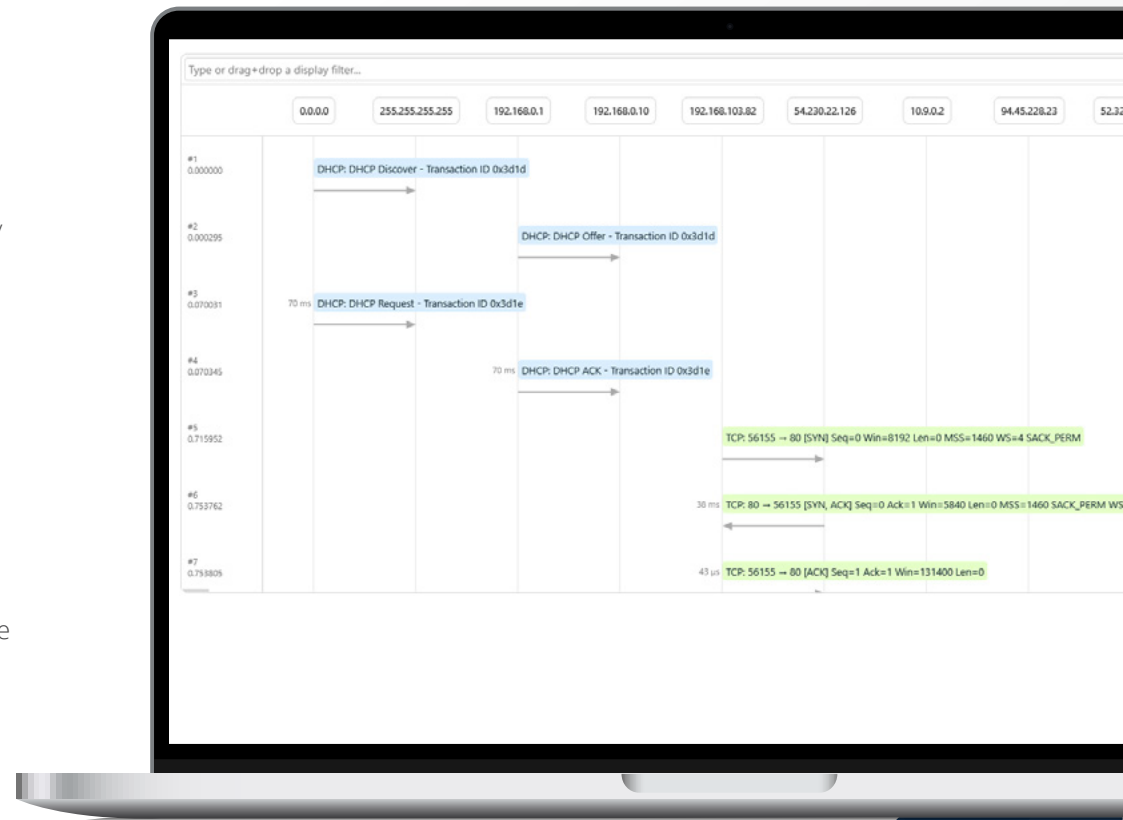 Type or drag+drop a display filter...
0.0.0.0 255.255.255.255 192.168.0.1 192.168.0.10 192.168.103.82 54.230.22.126 10.9.0.2 94.45.228.23 52.32
#1
0.000000
DHCP: DHCP Discover - Transaction ID 0x3d1d
#2
0.000295
DHCP: DHCP Offer - Transaction ID 0x3d1d
#3
0.070031
70 ms DHCP: DHCP Request - Transaction ID 0x3d1e
#4
0.070345
70 ms DHCP: DHCP ACK - Transaction ID 0x3d1e
#5
0.715952
TCP: 56155 → 80 [SYN] Seq=0 Win=8192 Len=0 MSS=1460 WS=4 SACK_PERM
#6
0.753762
38 ms TCP: 80 → 56155 [SYN, ACK] Seq=0 Ack=1 Win=5840 Len=0 MSS=1460 SACK_PERM WS
#7
0.753805
43 µs TCP: 56155 → 80 [ACK] Seq=1 Ack=1 Win=131400 Len=0
e